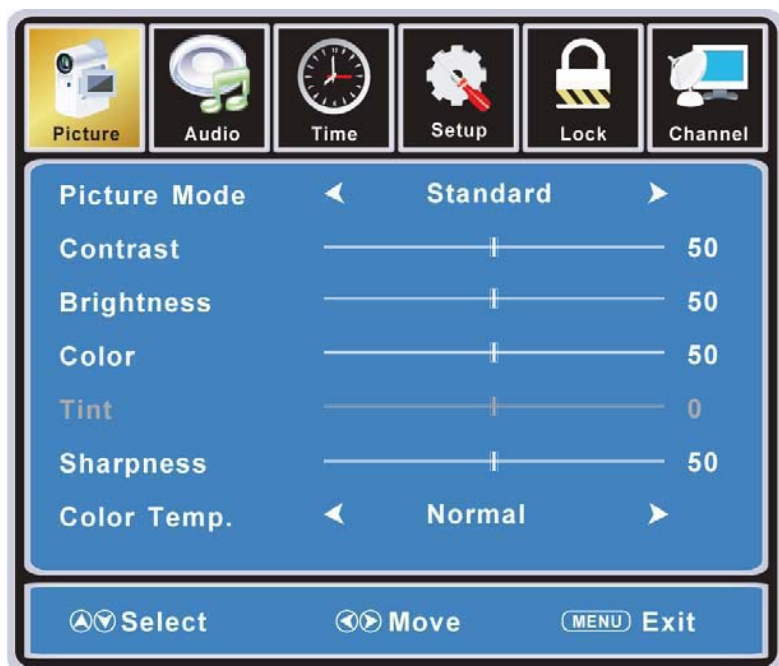 Picture Audio Time Setup Lock Channel
Picture Mode Standard
Contrast 50
Brightness 50
Color 50
Tint 0
Sharpness 50
Color Temp. Normal
Select Move MENU Exit